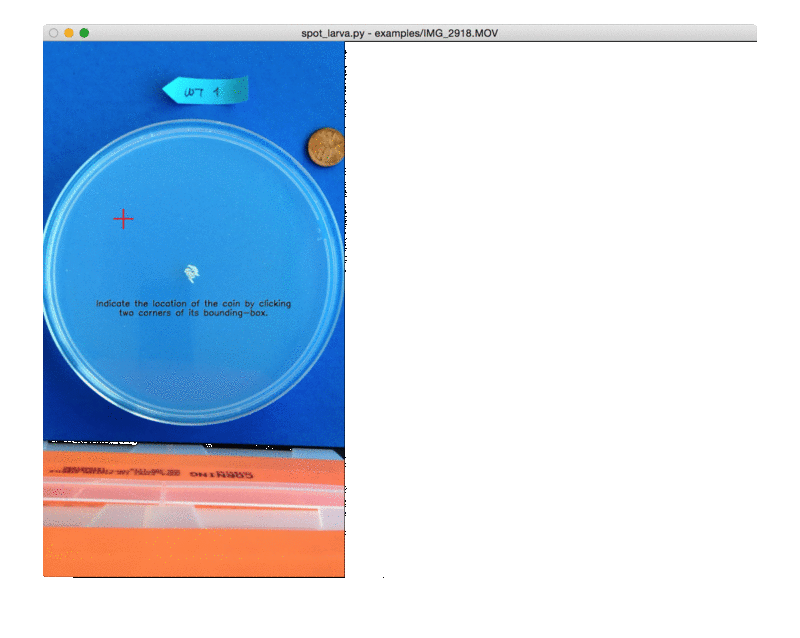 spot_larva.py - examples/IMG_2918.MOV
WT 4
Indicate the location of the coin by clicking
two corners of its bounding-box.
CORNING